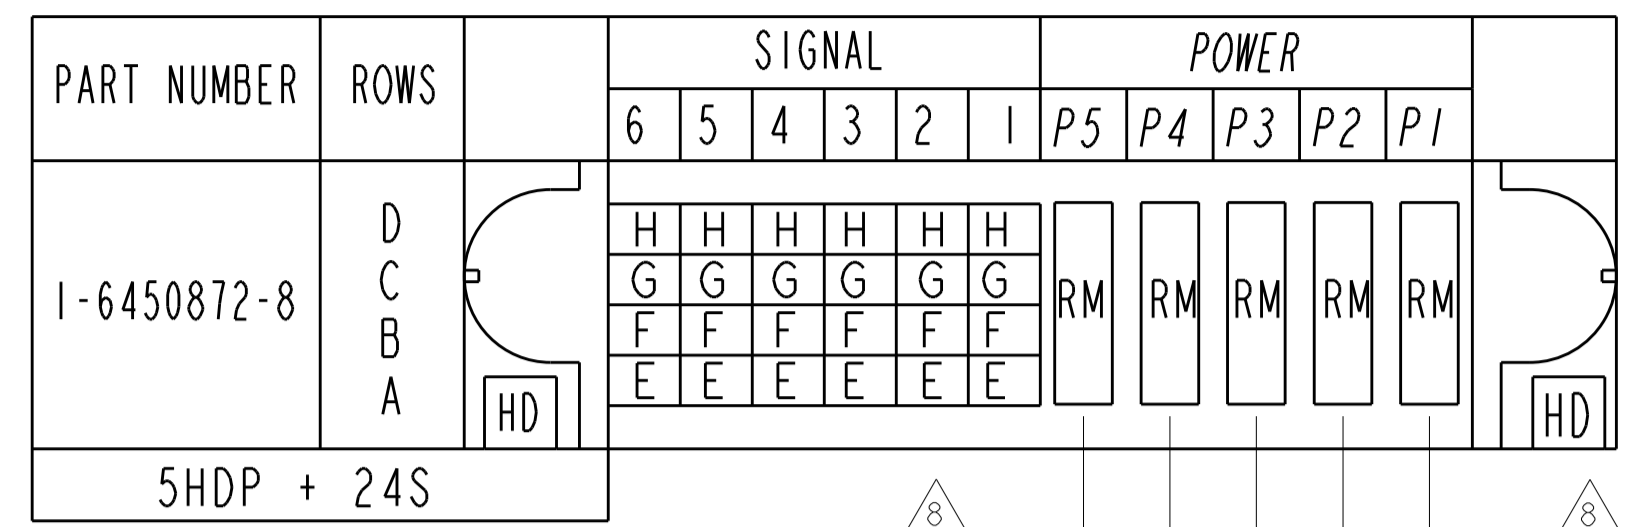 PART NUMBER ROWS SIGNAL POWER
6 5 4 3 2 1 P5 P4 P3 P2 P1
1-6450872-8
D H H H H H H
C G G G G G G RM RM RM RM RM
B F F F F F F
A E E E E E E
HD HD
5HDP + 24S
8 8